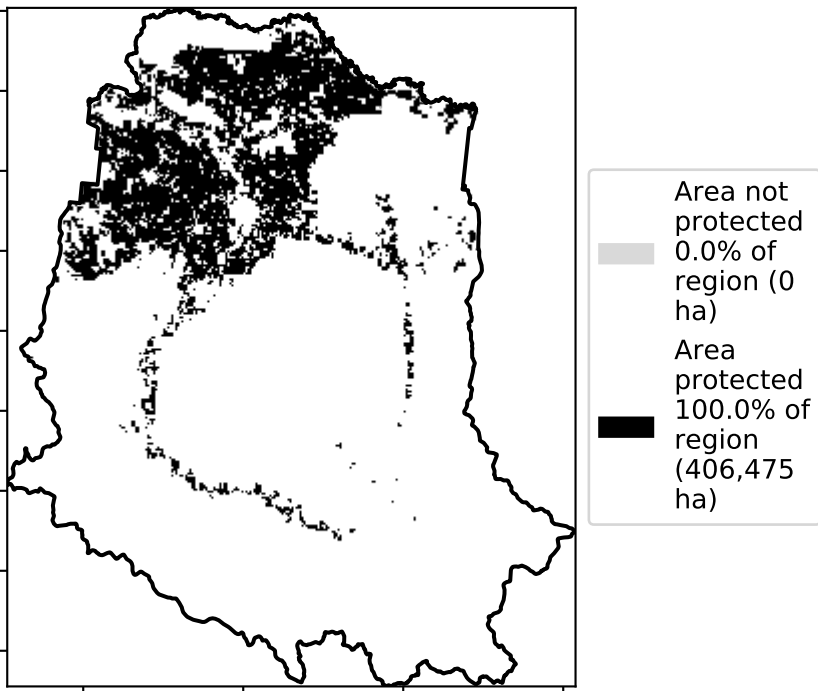 Area not
protected
0.0% of
region (0
ha)
Area
protected
100.0% of
region
(406,475
ha)